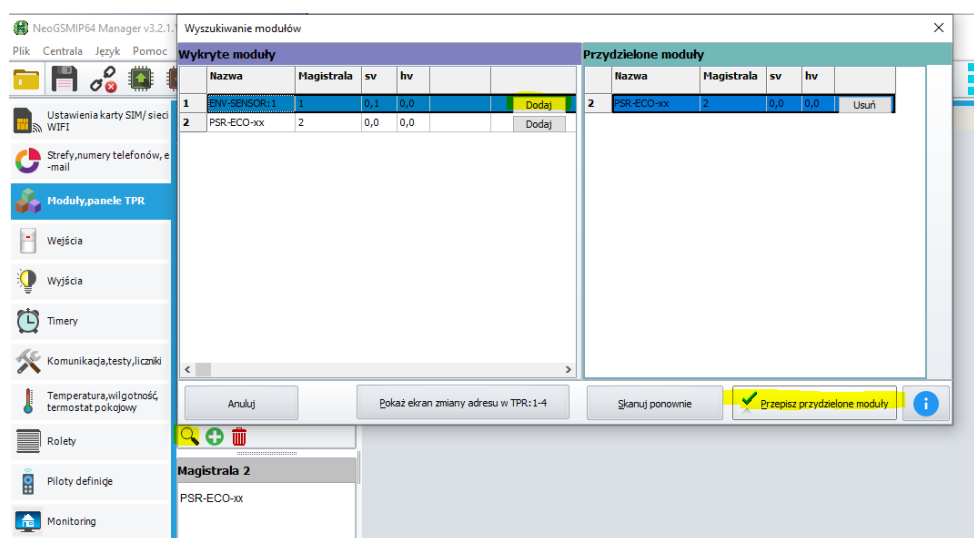 NeoGSMIP64 Manager v3.2.1.
Wyszukiwanie modułów
Plik Centrala Język Pomoc
Wykryte moduły
Nazwa Magistrala sv hv
1 ENV-SENSOR:1 1 0,1 0,0 Dodaj
2 PSR-ECO-xx 2 0,0 0,0 Dodaj
Przydzielone moduły
Nazwa Magistrala sv hv
2 PSR-ECO-xx 2 0,0 0,0 Usuń
Ustawienia karty SIM/sieci
WIFI
Strefy,numery telefonów,e
-mail
Moduły,panele TPR
Wejścia
Wyjścia
Timery
Komunikacja,testy,liczniki
Temperatura,wilgotność,
termostat pokojowy
Rolety
Piloty definicje
Monitoring
Anuluj
Pokaż ekran zmiany adresu w TPR:1-4
Skanuj ponownie
Przepisz przydzielone moduły
Magistrala 2
PSR-ECO-xx